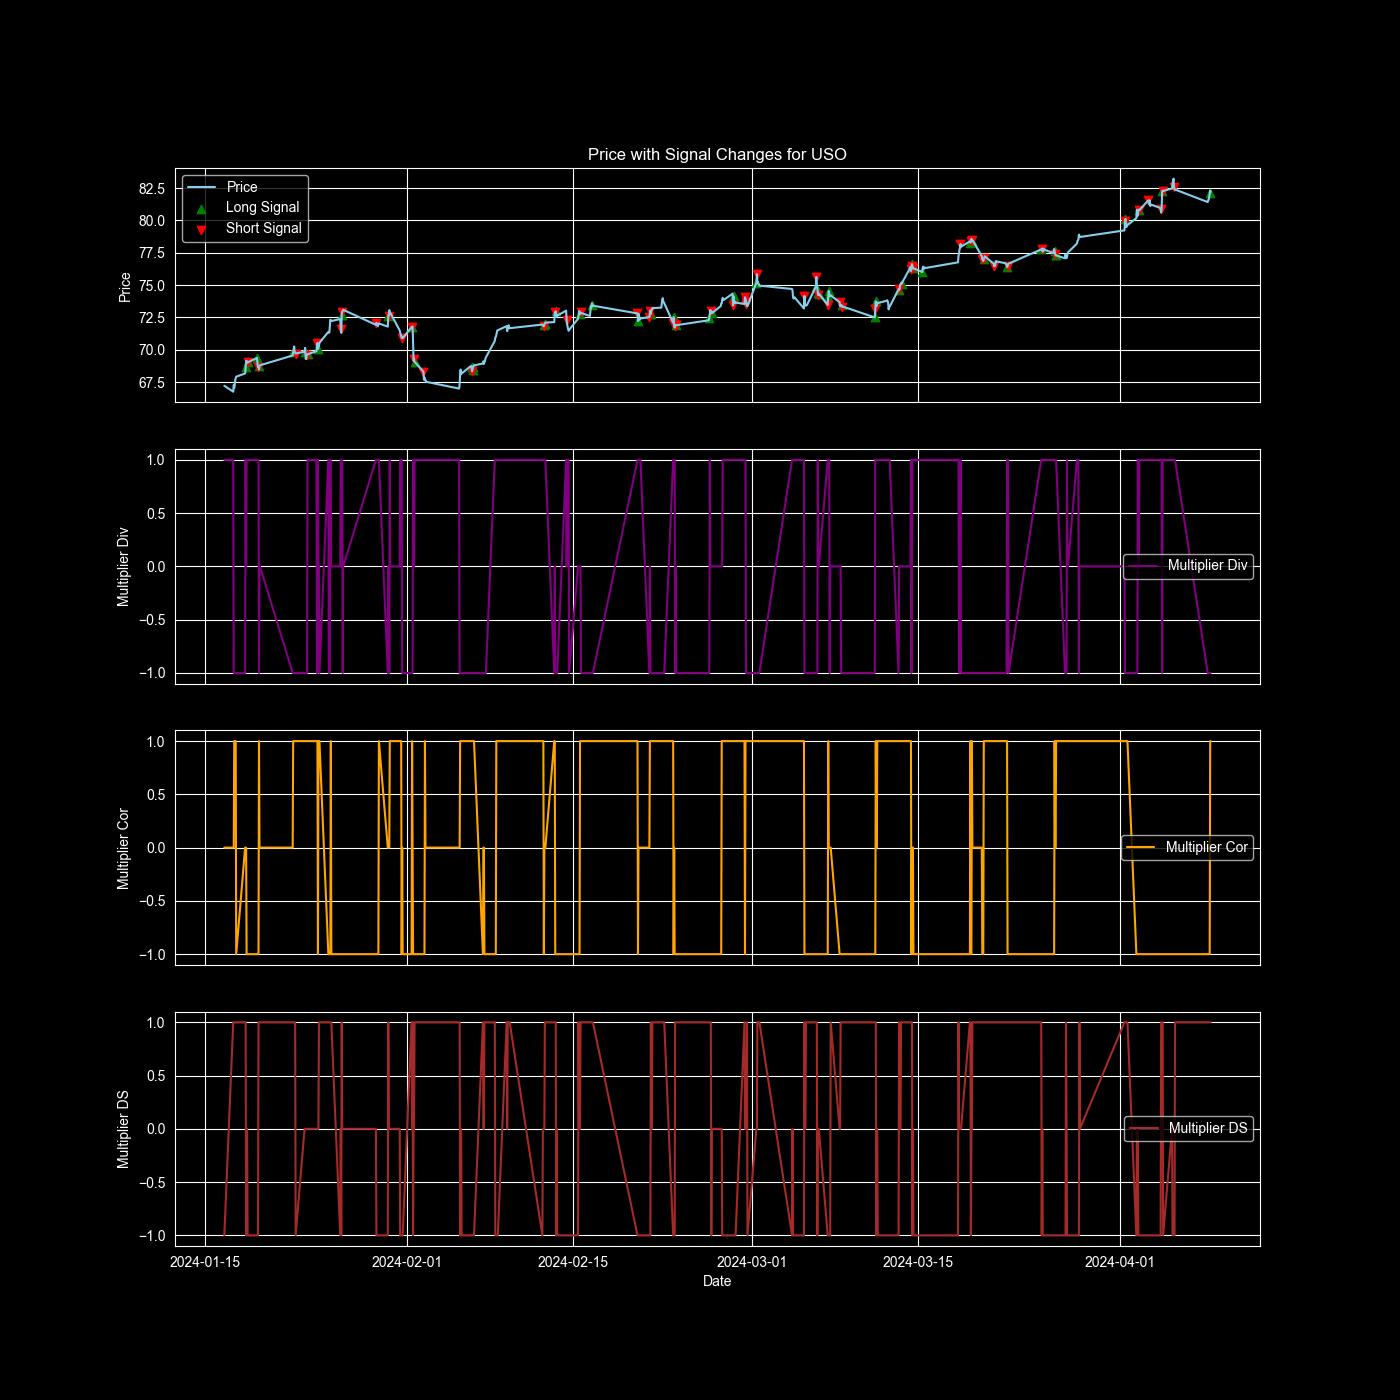 Price with Signal Changes for USO
Price
82.5
80.0
77.5
75.0
72.5
70.0
67.5
Price
Long Signal
Short Signal
Multiplier Div
1.0
0.5
0.0
−0.5
−1.0
Multiplier Div
Multiplier Cor
1.0
0.5
0.0
−0.5
−1.0
Multiplier Cor
Multiplier DS
1.0
0.5
0.0
−0.5
−1.0
Multiplier DS
2024-01-15 2024-02-01 2024-02-15 2024-03-01 2024-03-15 2024-04-01
Date